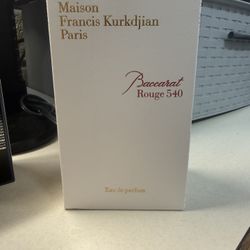 Maison
Francis Kurkdjian
Paris
Baccarat
Rouge 540
Eau de parfum